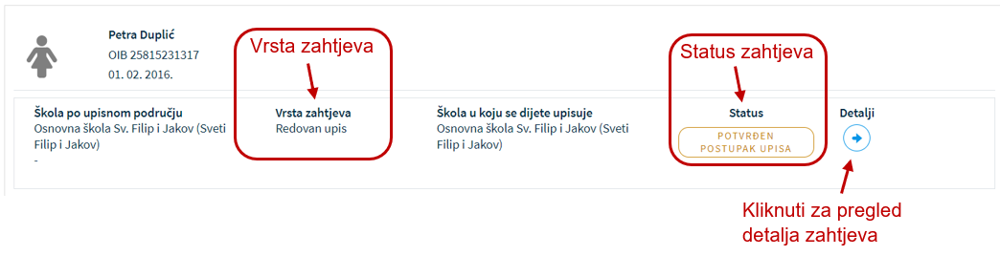 Petra Duplić
OIB 25815231317
01. 02. 2016.
Vrsta zahtjeva
Status zahtjeva
Škola po upisnom području
Osnovna škola Sv. Filip i Jakov (Sveti
Filip i Jakov)
-
Vrsta zahtjeva
Redovan upis
Škola u koju se dijete upisuje
Osnovna škola Sv. Filip i Jakov (Sveti
Filip i Jakov)
Status
POTVRĐEN
POSTUPAK UPISA
Detalji
Kliknuti za pregled
detalja zahtjeva